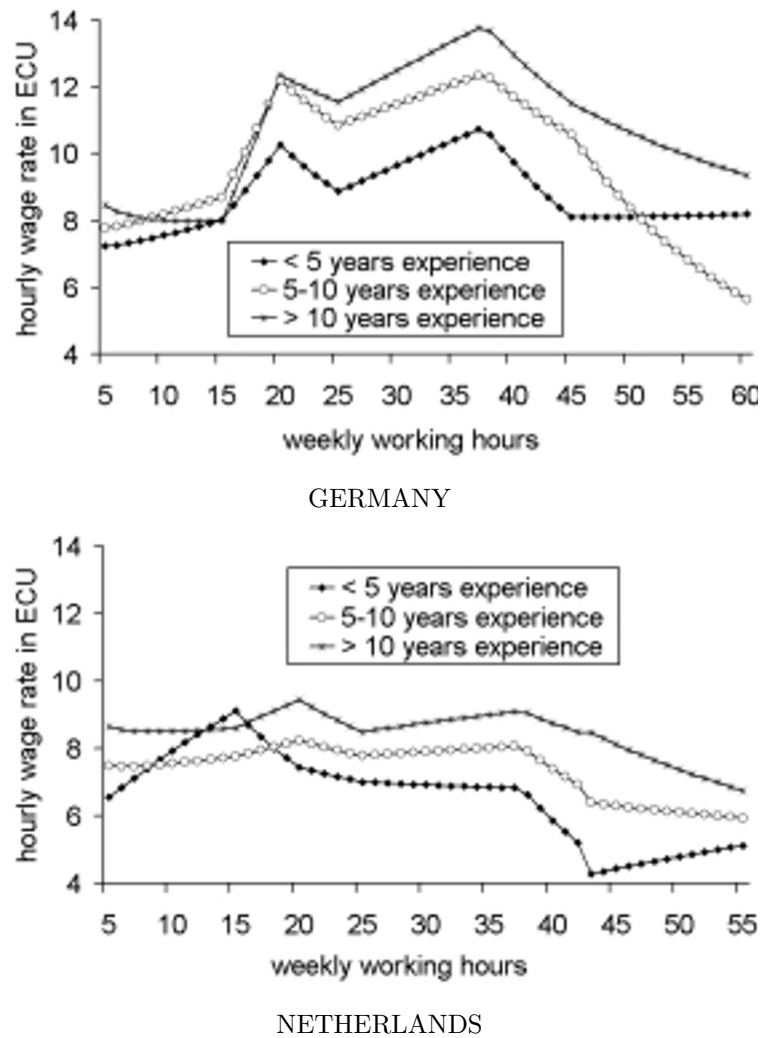 14
12
10
8
6
4
hourly wage rate in ECU
< 5 years experience
5-10 years experience
> 10 years experience
5 10 15 20 25 30 35 40 45 50 55 60
weekly working hours
GERMANY
14
12
10
8
6
4
hourly wage rate in ECU
< 5 years experience
5-10 years experience
> 10 years experience
5 10 15 20 25 30 35 40 45 50 55
weekly working hours
NETHERLANDS